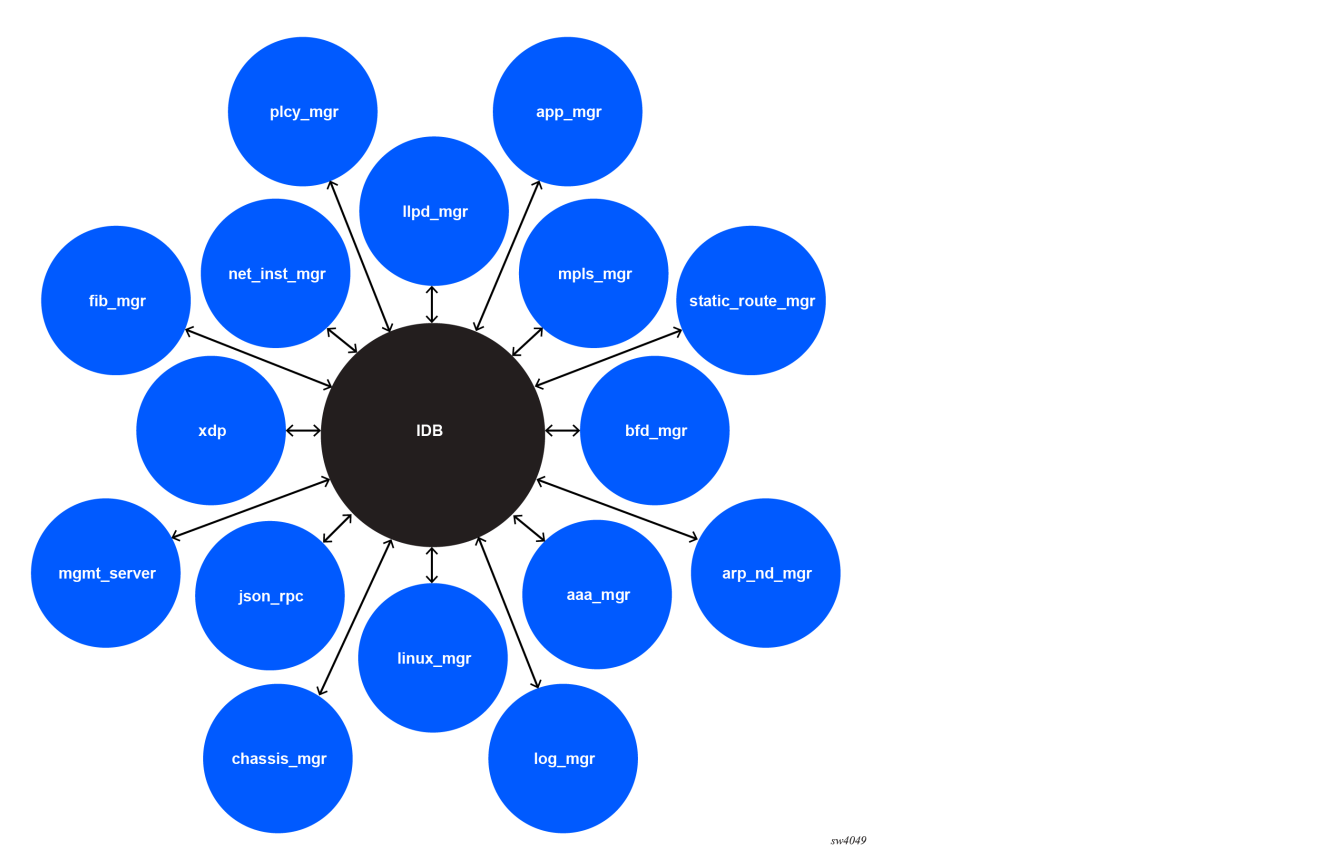 plcy_mgr
app_mgr
llpd_mgr
net_inst_mgr
mpls_mgr
fib_mgr
static_route_mgr
xdp
IDB
bfd_mgr
mgmt_server
json_rpc
aaa_mgr
arp_nd_mgr
linux_mgr
chassis_mgr
log_mgr
sw4049